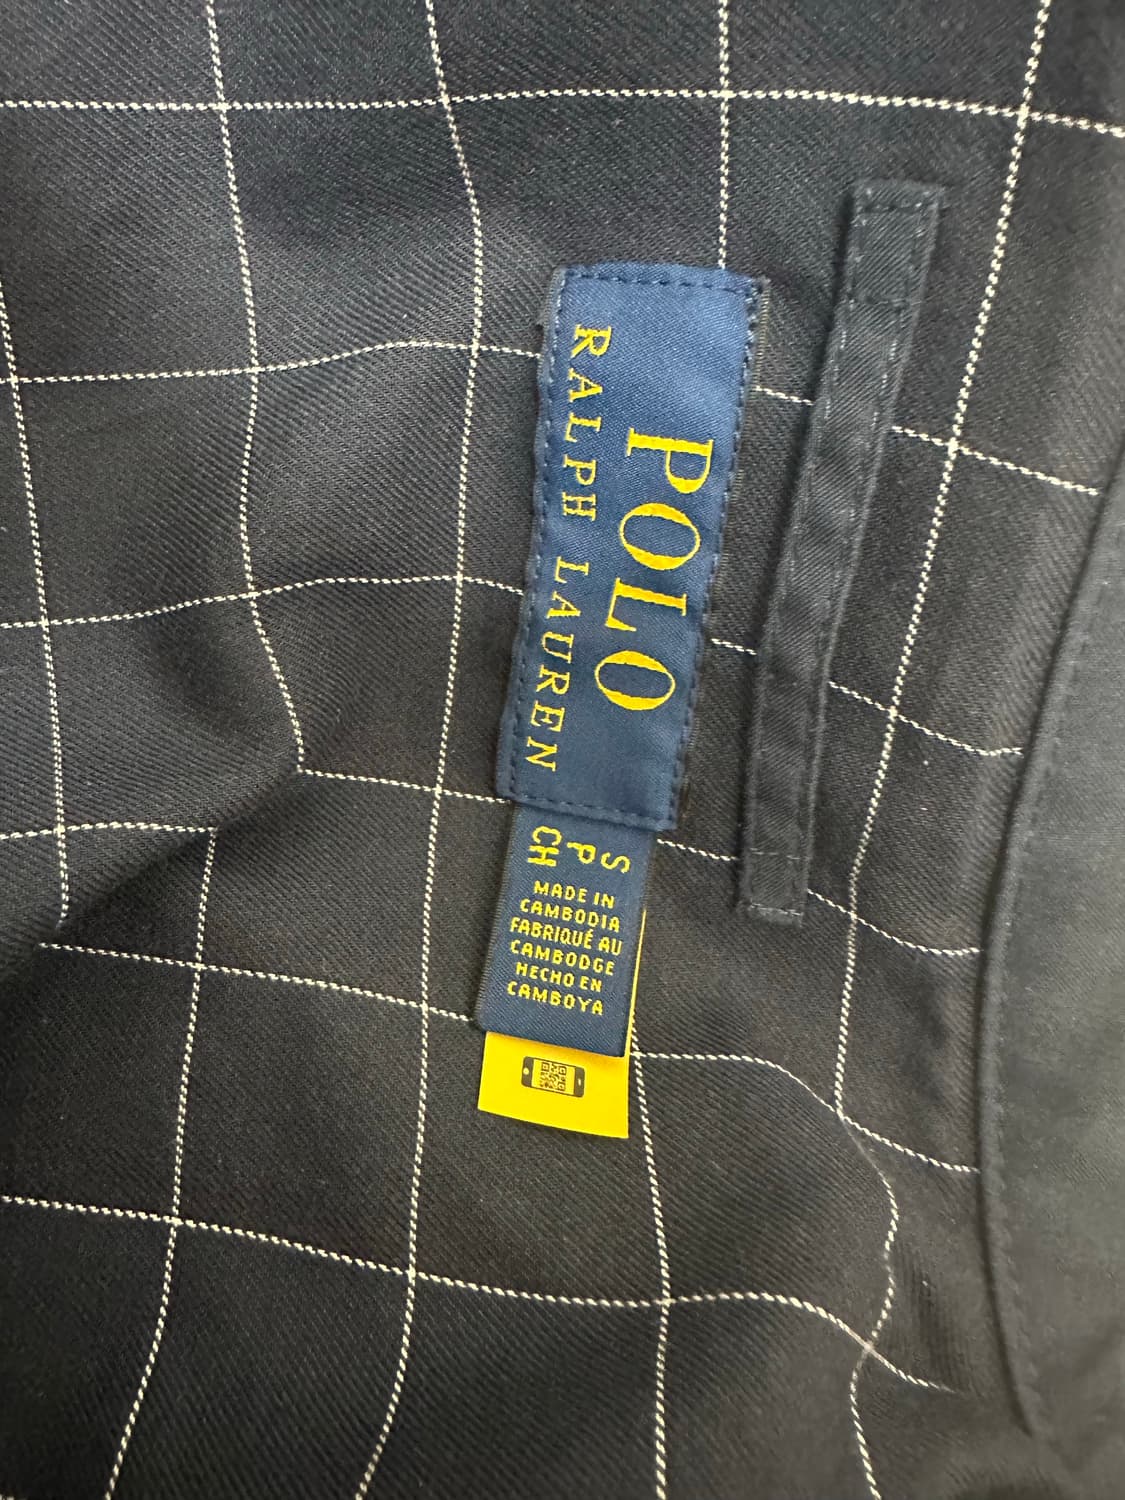 POLO
RALPH LAUREN
S
P
CH
MADE IN
CAMBODIA
FABRIQUÉ AU
CAMBODGE
HECHO EN
CAMBOYA